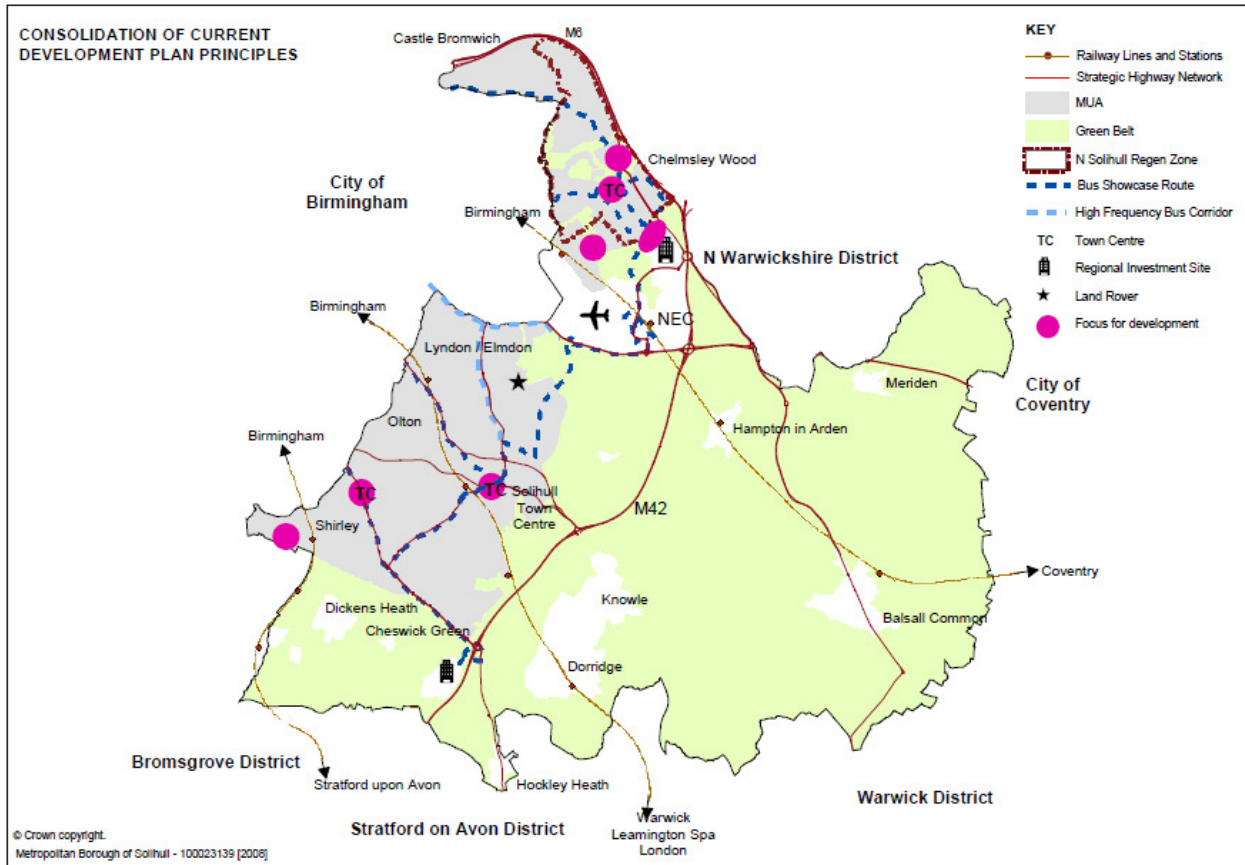 CONSOLIDATION OF CURRENT
DEVELOPMENT PLAN PRINCIPLES
Castle Bromwich
M6
KEY
Railway Lines and Stations
Strategic Highway Network
MUA
Green Belt
N Solihull Regen Zone
Bus Showcase Route
High Frequency Bus Corridor
TC
Town Centre
Regional Investment Site
Land Rover
Focus for development
Chelmsley Wood
City of
Birmingham
TC
Birmingham
N Warwickshire District
Birmingham
NEC
Lyndon / Elmdon
Meriden
City of
Coventry
Olton
Hampton in Arden
Birmingham
TC
TC
Solihull
Town
Centre
M42
Shirley
Coventry
Knowle
Dickens Heath
Balsall Common
Cheswick Green
Dorridge
Bromsgrove District
Stratford upon Avon
Hockley Heath
Warwick District
Stratford on Avon District
Warwick
Leamington Spa
London
© Crown copyright.
Metropolitan Borough of Solihull - 100023139 [2008]